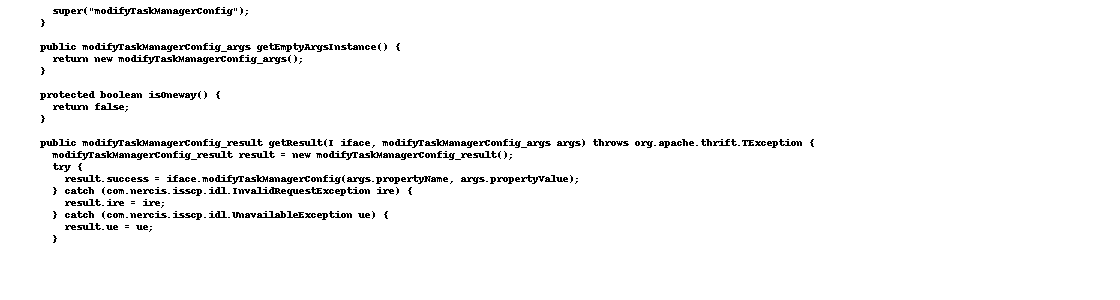 super("modifyTaskManagerConfig");
}
public modifyTaskManagerConfig_args getEmptyArgsInstance() {
return new modifyTaskManagerConfig_args();
}
protected boolean isOneway() {
return false;
}
public modifyTaskManagerConfig_result getResult(I iface, modifyTaskManagerConfig_args args) throws org.apache.thrift.TException {
modifyTaskManagerConfig_result result = new modifyTaskManagerConfig_result();
try {
result.success = iface.modifyTaskManagerConfig(args.propertyName, args.propertyValue);
} catch (com.nercis.isscp.idl.InvalidRequestException ire) {
result.ire = ire;
} catch (com.nercis.isscp.idl.UnavailableException ue) {
result.ue = ue;
}